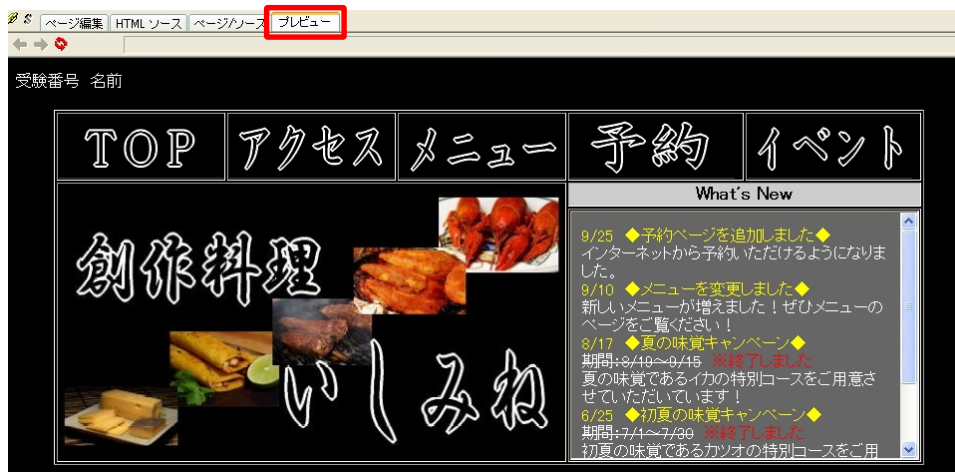 ページ編集 HTML ソース ページ/ソース プレビュー
受験番号 名前
TOP アクセス メニュー 予約 イベント
創作料理
いしみね
What's New
9/25 ◆予約ページを追加しました◆
インターネットから予約いただけるようになりま
した。
9/10 ◆メニューを変更しました◆
新しいメニューが増えました！ぜひメニューの
ページをご覧ください！
8/17 ◆夏の味覚キャンペーン◆
期間:8/19～9/15 ※終了しました
夏の味覚であるイカの特別コースをご用意さ
せていただいています！
6/25 ◆初夏の味覚キャンペーン◆
期間:7/1～7/30 ※終了しました
初夏の味覚であるカツオの特別コースをご用